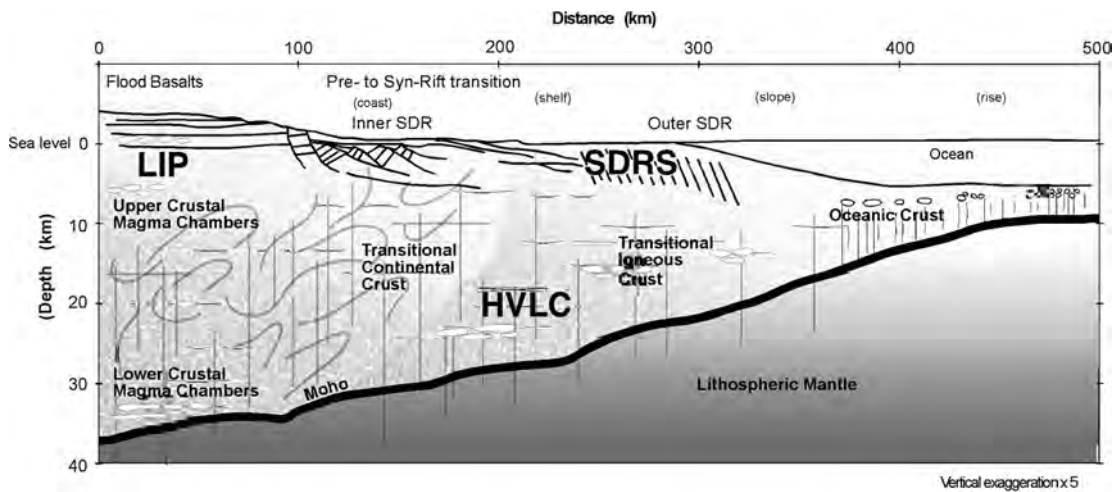 Distance (km)
0 100 200 300 400 500
Flood Basalts
Pre- to Syn-Rift transition
(coast) (shelf) (slope) (rise)
Inner SDR
Outer SDR
Sea level 0
LIP
SDRS
Ocean
Upper Crustal
Magma Chambers
Oceanic Crust
10
Transitional
Continental
Crust
Transitional
Igneous
Crust
(Depth (km)
20
HVLC
Lower Crustal
Magma Chambers
30
Moho
Lithospheric Mantle
40
Vertical exaggeration x 5